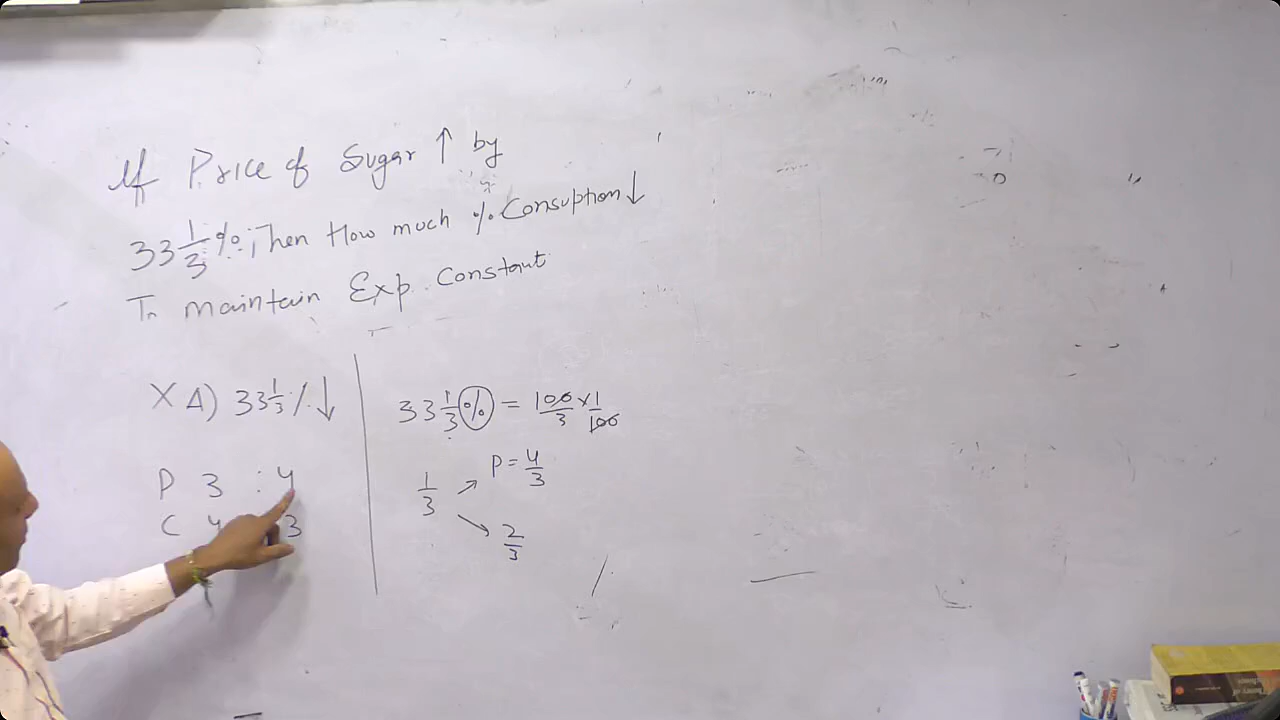 If Price of Sugar ↑ by
33 1/3 %, Then How much % Consuption ↓
To maintain Exp. Constant
X A) 33 1/3 % ↓
P 3 : 4
C 4 3
33 1/3 % = 100/3 × 1/100
1/3 → P = 4/3
→ 2/3